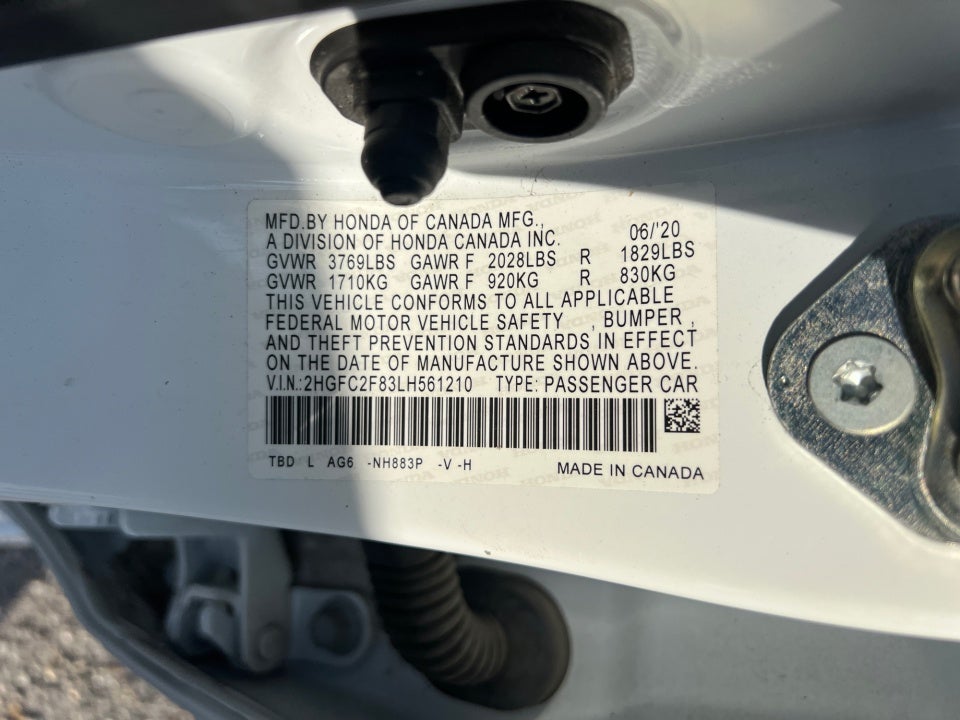 MFD.BY HONDA OF CANADA MFG.,
A DIVISION OF HONDA CANADA INC. 06/'20
GVWR 3769LBS GAWR F 2028LBS R 1829LBS
GVWR 1710KG GAWR F 920KG R 830KG
THIS VEHICLE CONFORMS TO ALL APPLICABLE
FEDERAL MOTOR VEHICLE SAFETY , BUMPER ,
AND THEFT PREVENTION STANDARDS IN EFFECT
ON THE DATE OF MANUFACTURE SHOWN ABOVE.
V.I.N.:2HGFC2F83LH561210 TYPE: PASSENGER CAR
TBD L AG6 -NH883P -V -H MADE IN CANADA